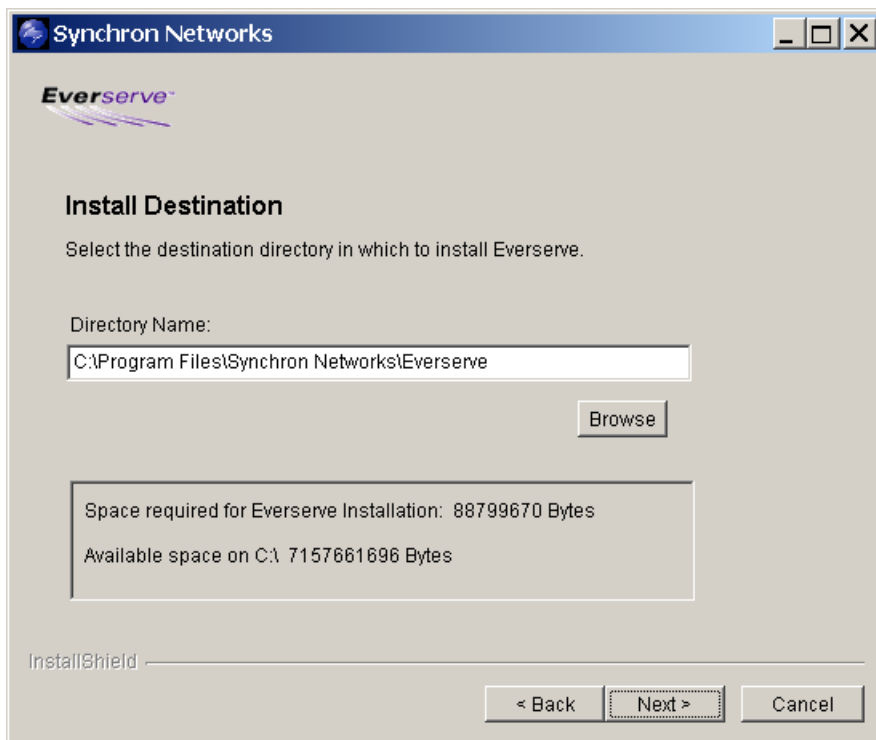 Synchron Networks
Everserve™
Install Destination
Select the destination directory in which to install Everserve.
Directory Name:
C:\Program Files\Synchron Networks\Everserve
Browse
Space required for Everserve Installation:  88799670 Bytes
Available space on C:\  7157661696 Bytes
InstallShield
< Back
Next >
Cancel